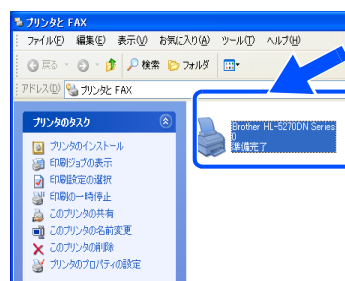 プリンタと FAX
ファイル(F) 編集(E) 表示(V) お気に入り(A) ツール(T) ヘルプ(H)
戻る 検索 フォルダ
アドレス(D) プリンタと FAX
プリンタのタスク
プリンタのインストール
印刷ジョブの表示
印刷設定の選択
印刷の一時停止
このプリンタの共有
このプリンタの名前変更
このプリンタの削除
プリンタのプロパティの設定
Brother HL-5270DN Series
0
準備完了